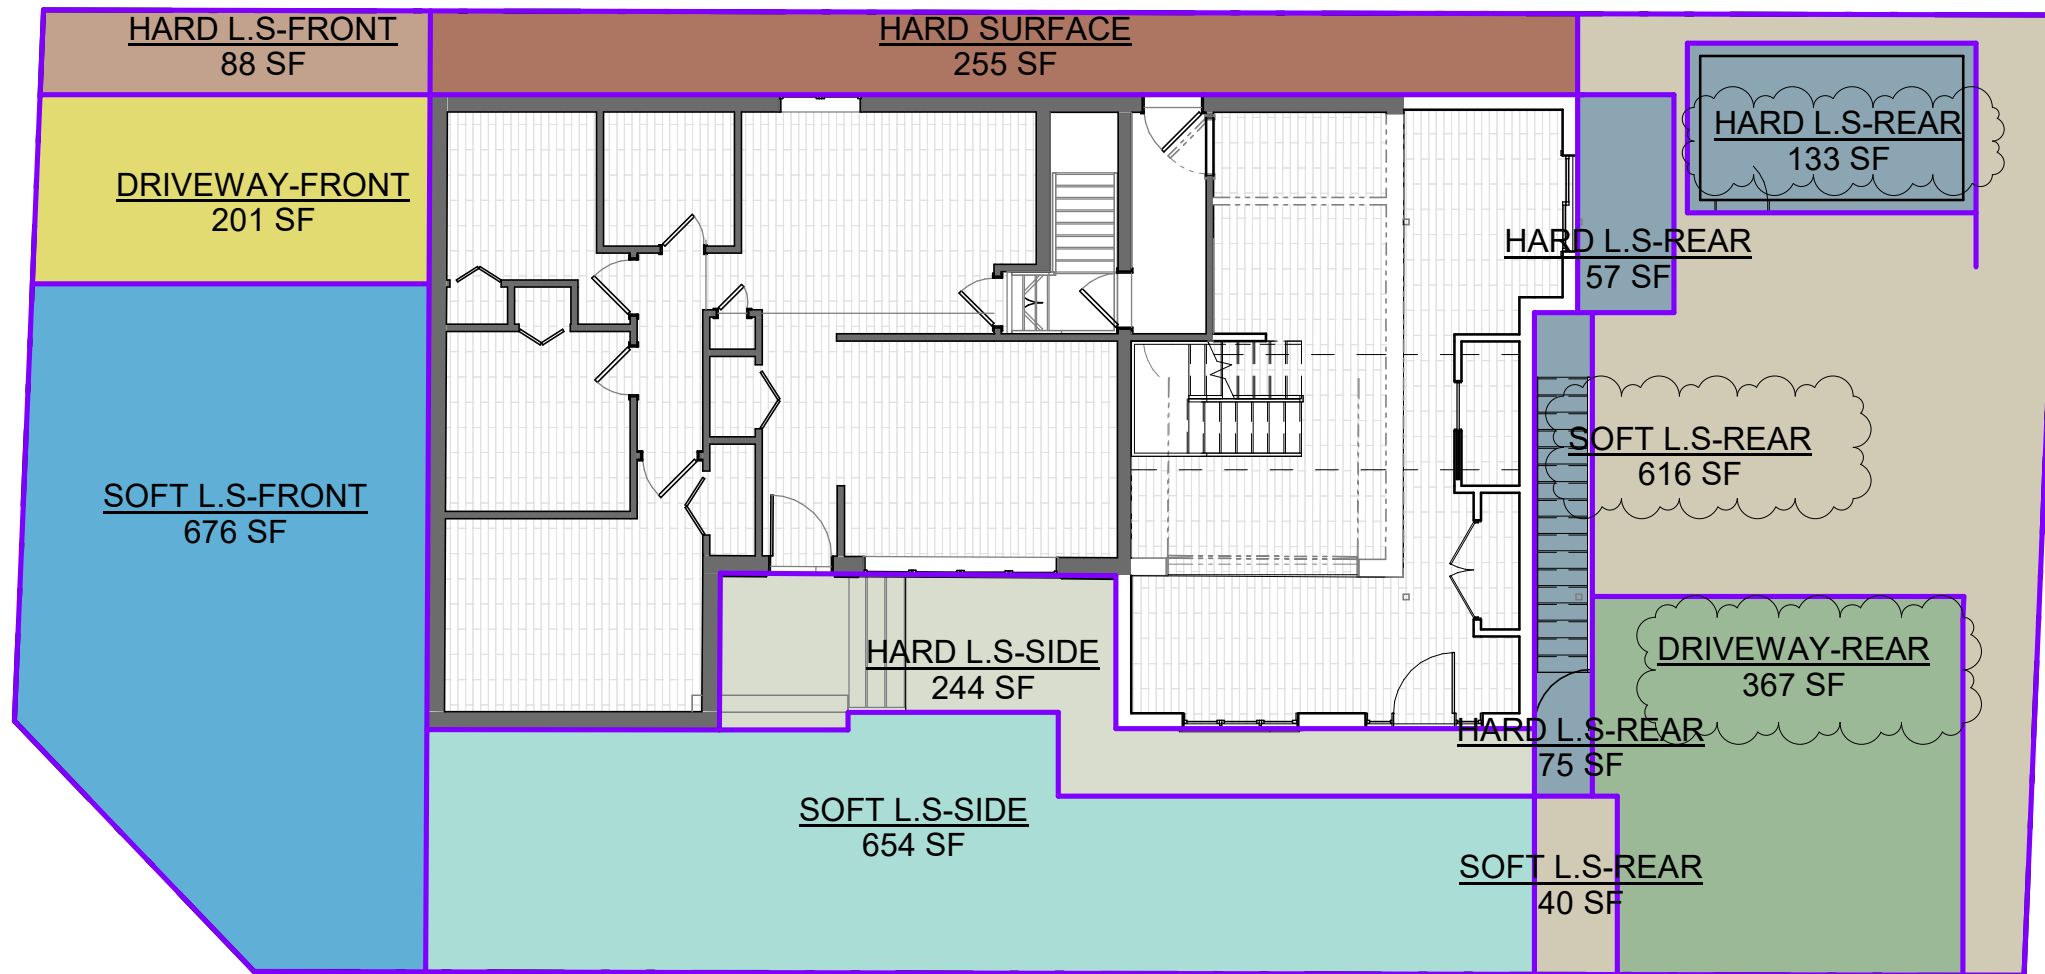 HARD L.S-FRONT
88 SF
HARD SURFACE
255 SF
HARD L.S-REAR
133 SF
DRIVEWAY-FRONT
201 SF
HARD L.S-REAR
57 SF
SOFT L.S-REAR
616 SF
SOFT L.S-FRONT
676 SF
HARD L.S-SIDE
244 SF
DRIVEWAY-REAR
367 SF
HARD L.S-REAR
75 SF
SOFT L.S-SIDE
654 SF
SOFT L.S-REAR
40 SF